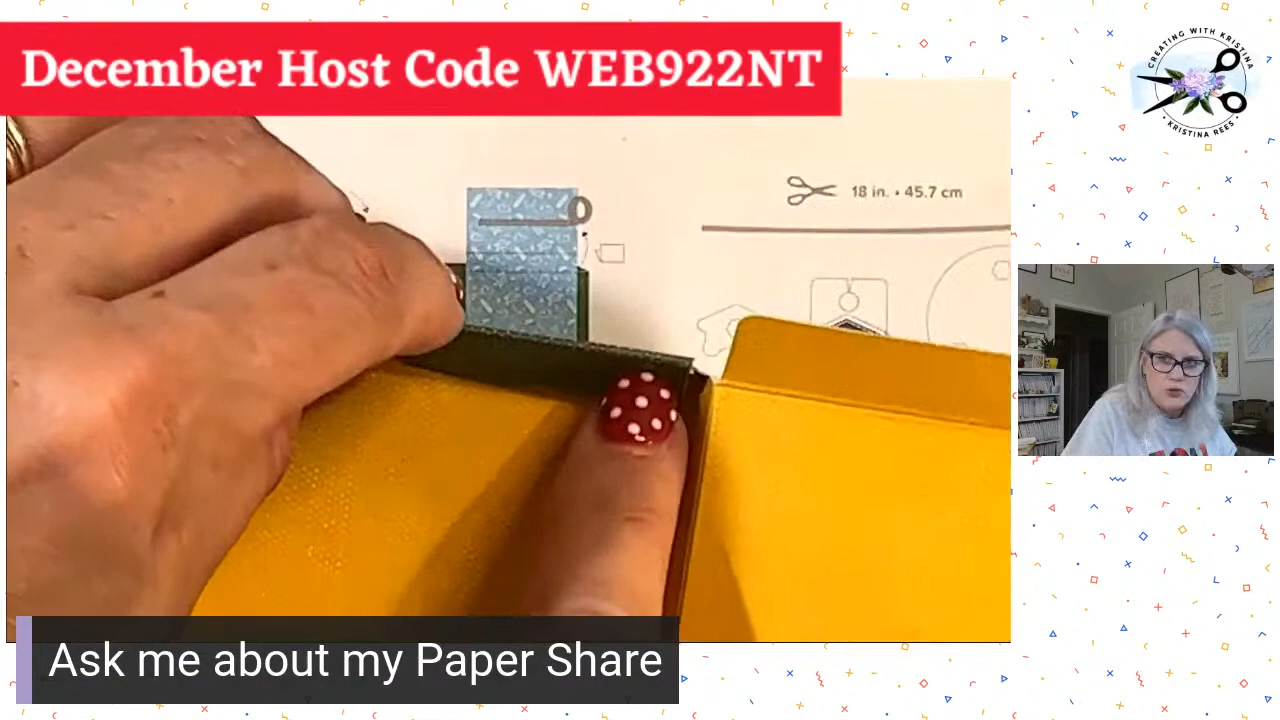 December Host Code WEB922NT
CREATING WITH KRISTINA
• KRISTINA REES •
18 in. • 45.7 cm
Ask me about my Paper Share